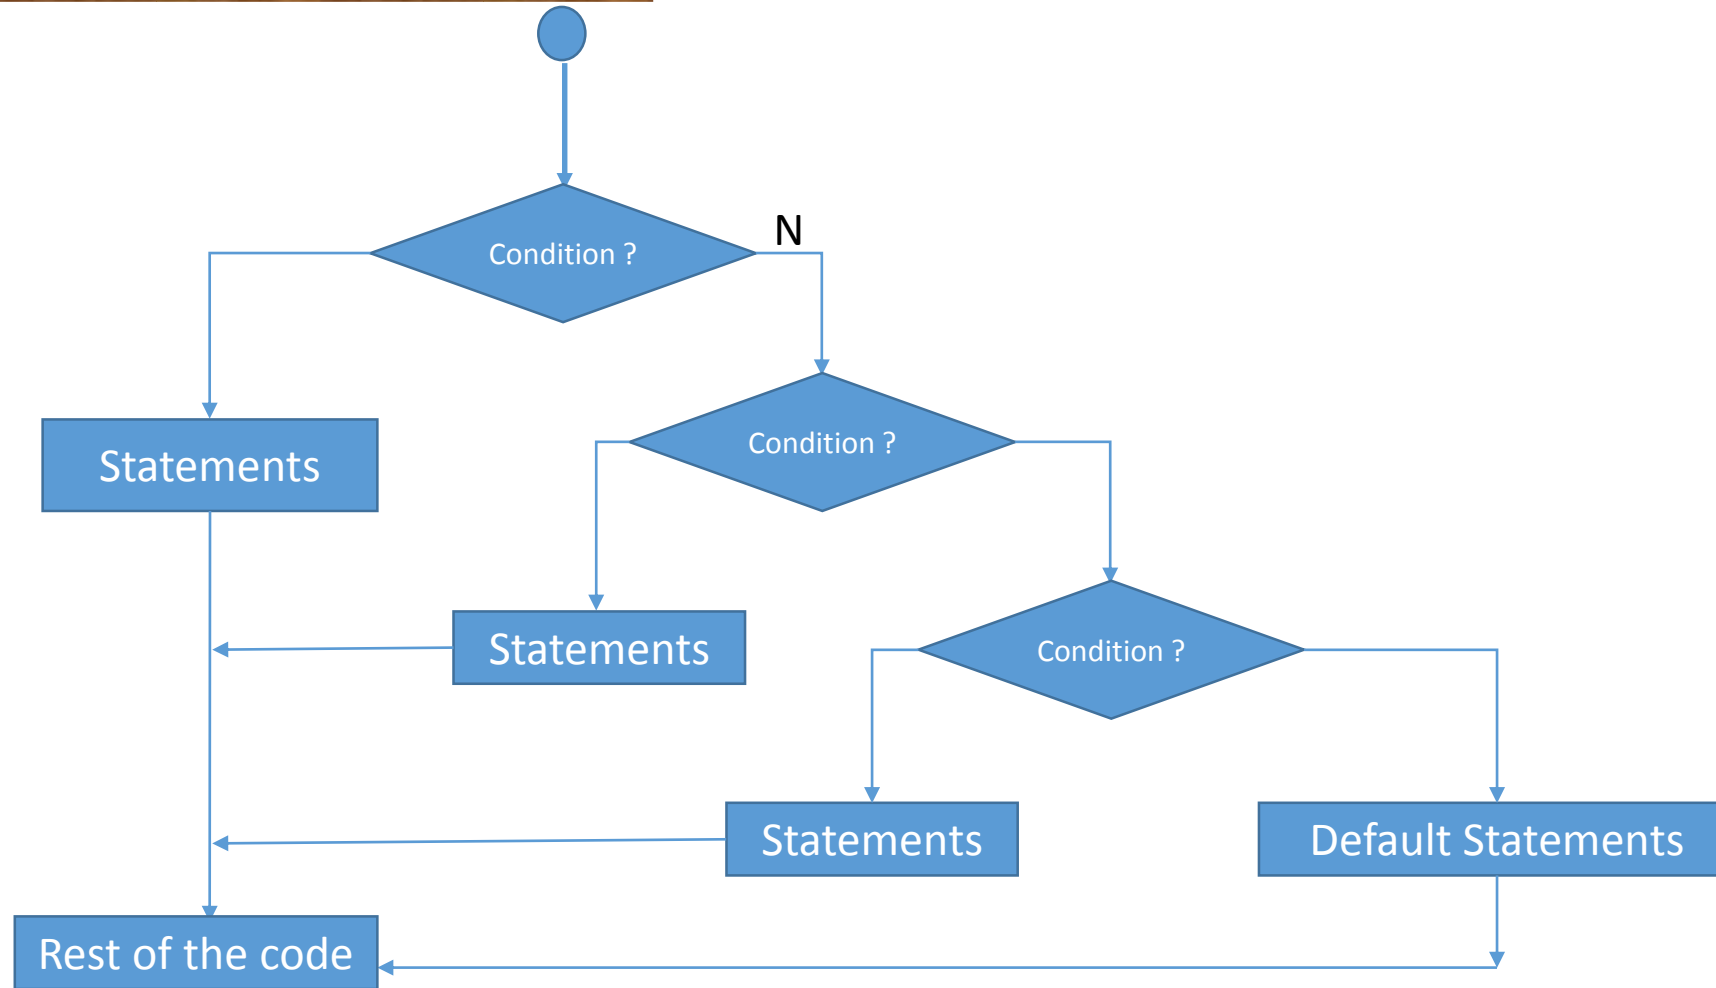 N
Condition ?
Condition ?
Statements
Statements
Condition ?
Statements
Default Statements
Rest of the code